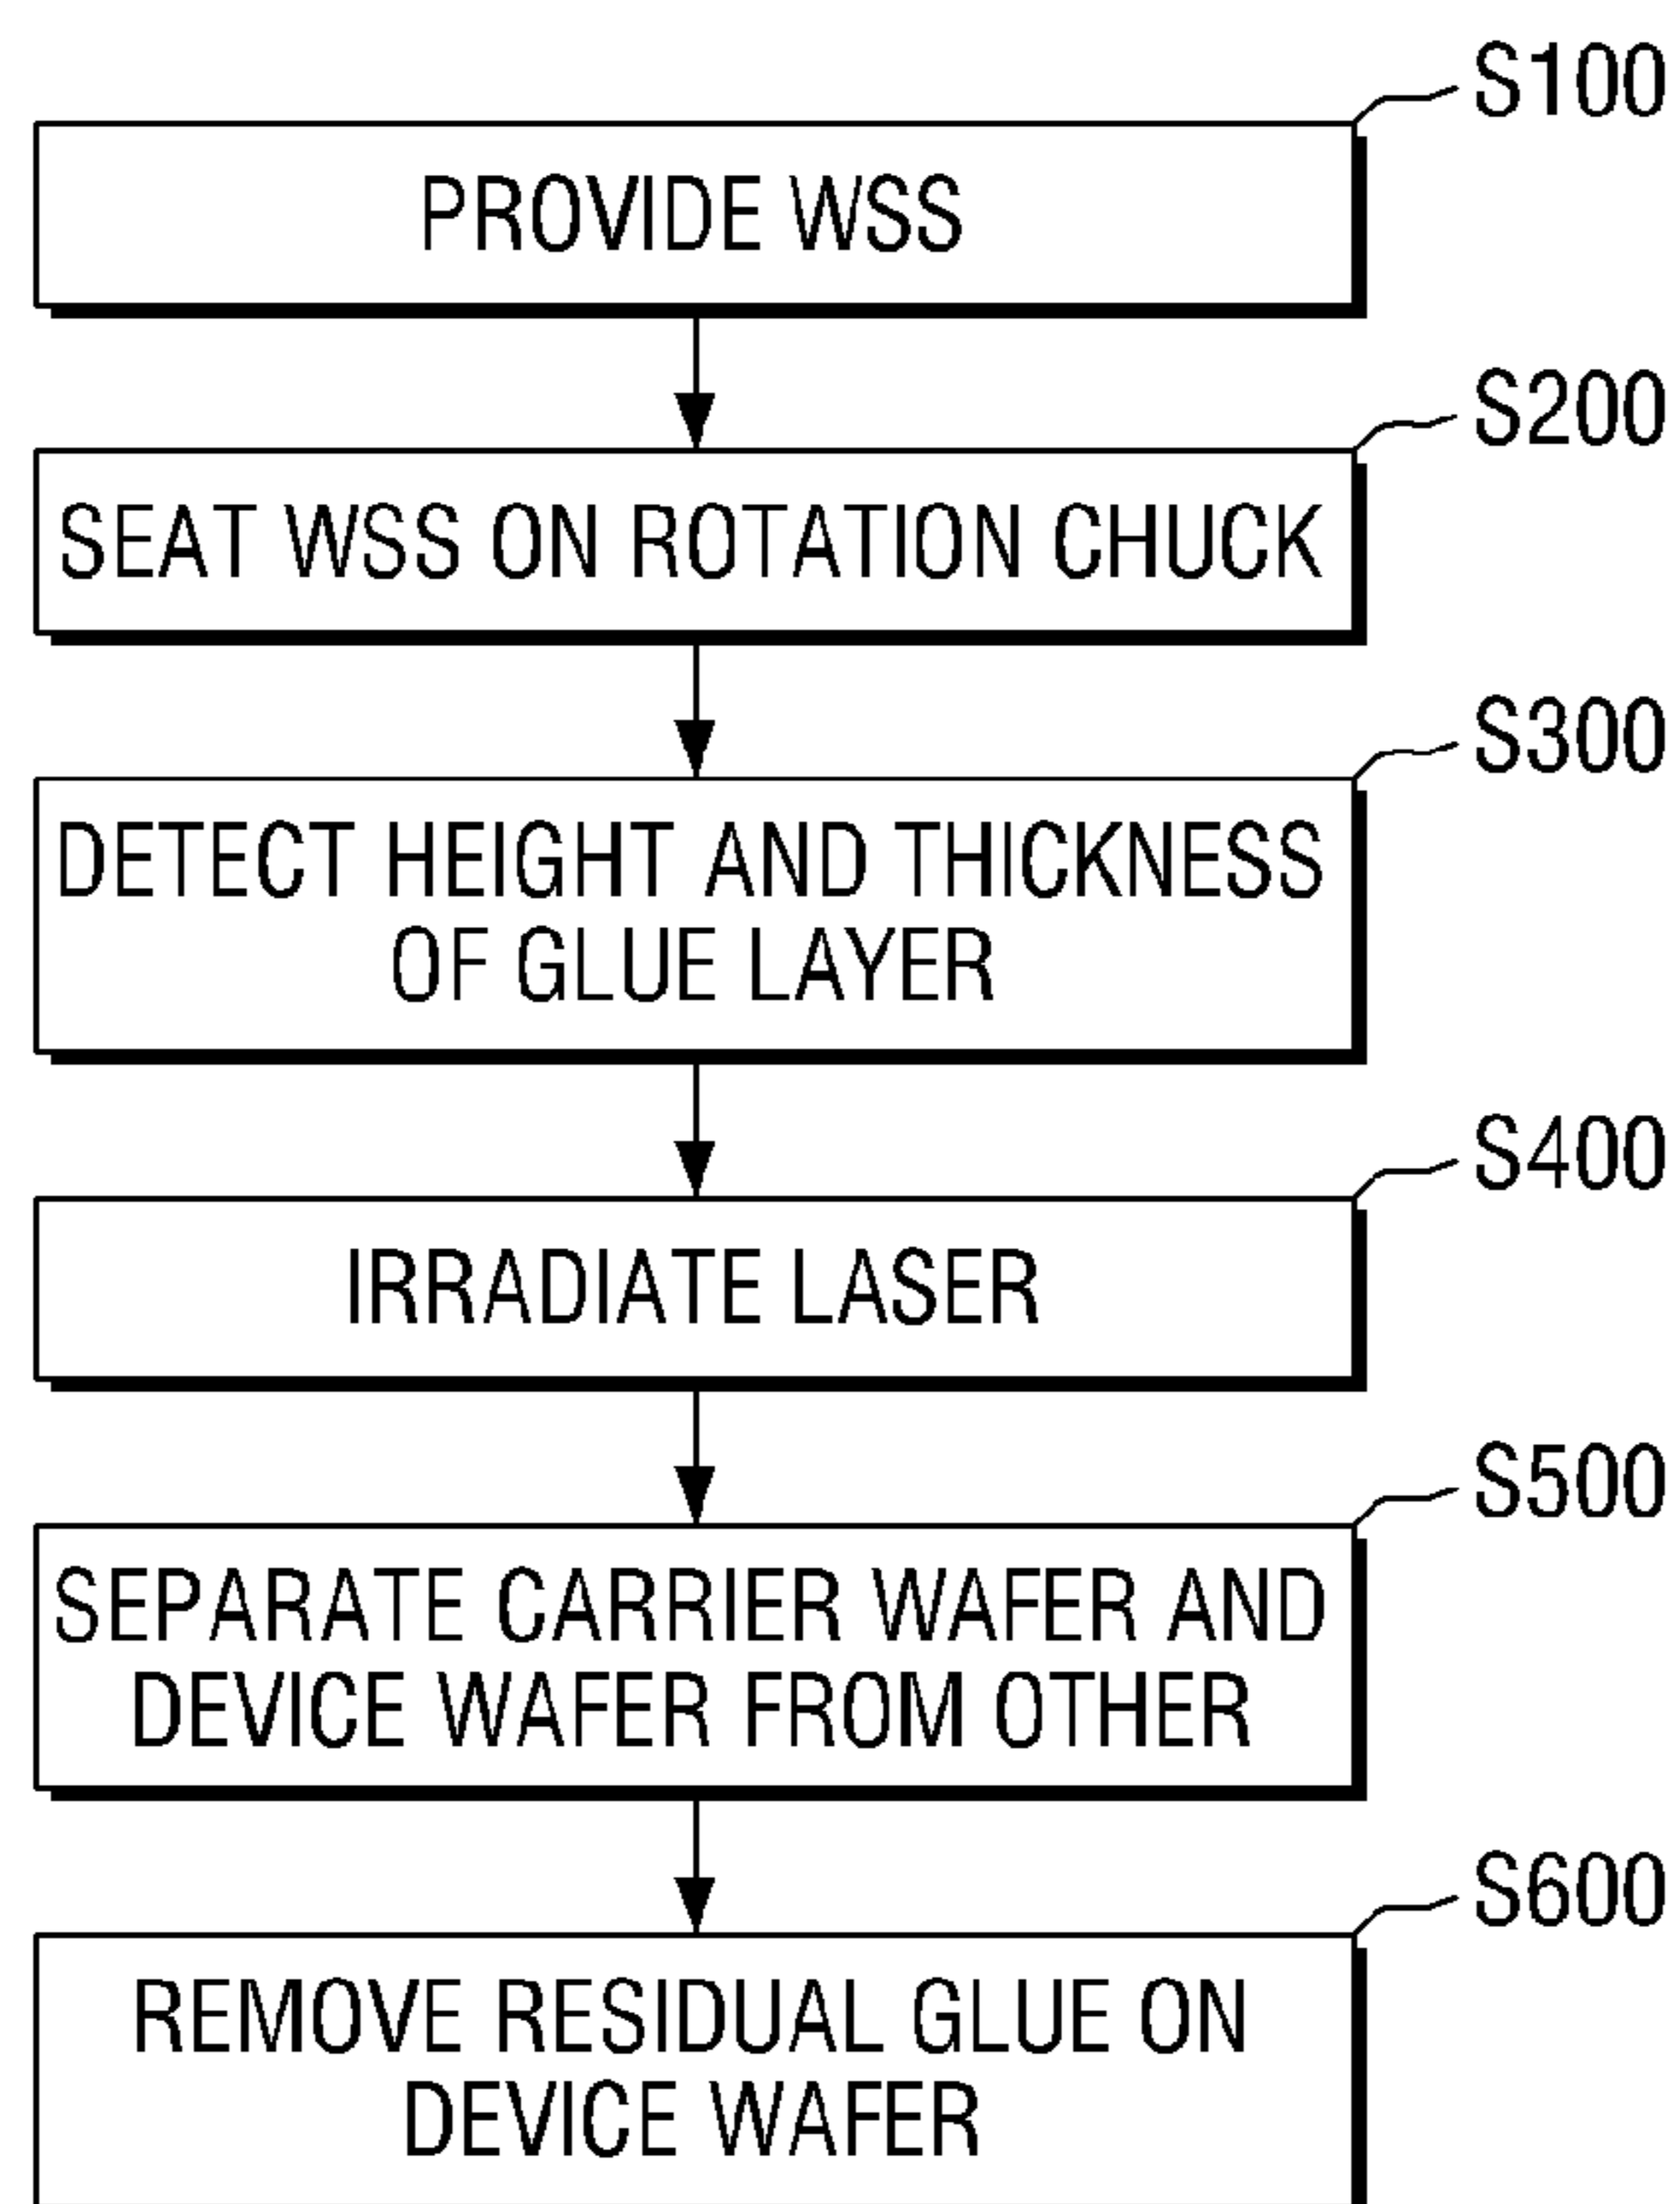 S100
PROVIDE WSS
S200
SEAT WSS ON ROTATION CHUCK
S300
DETECT HEIGHT AND THICKNESS
OF GLUE LAYER
S400
IRRADIATE LASER
S500
SEPARATE CARRIER WAFER AND
DEVICE WAFER FROM OTHER
S600
REMOVE RESIDUAL GLUE ON
DEVICE WAFER